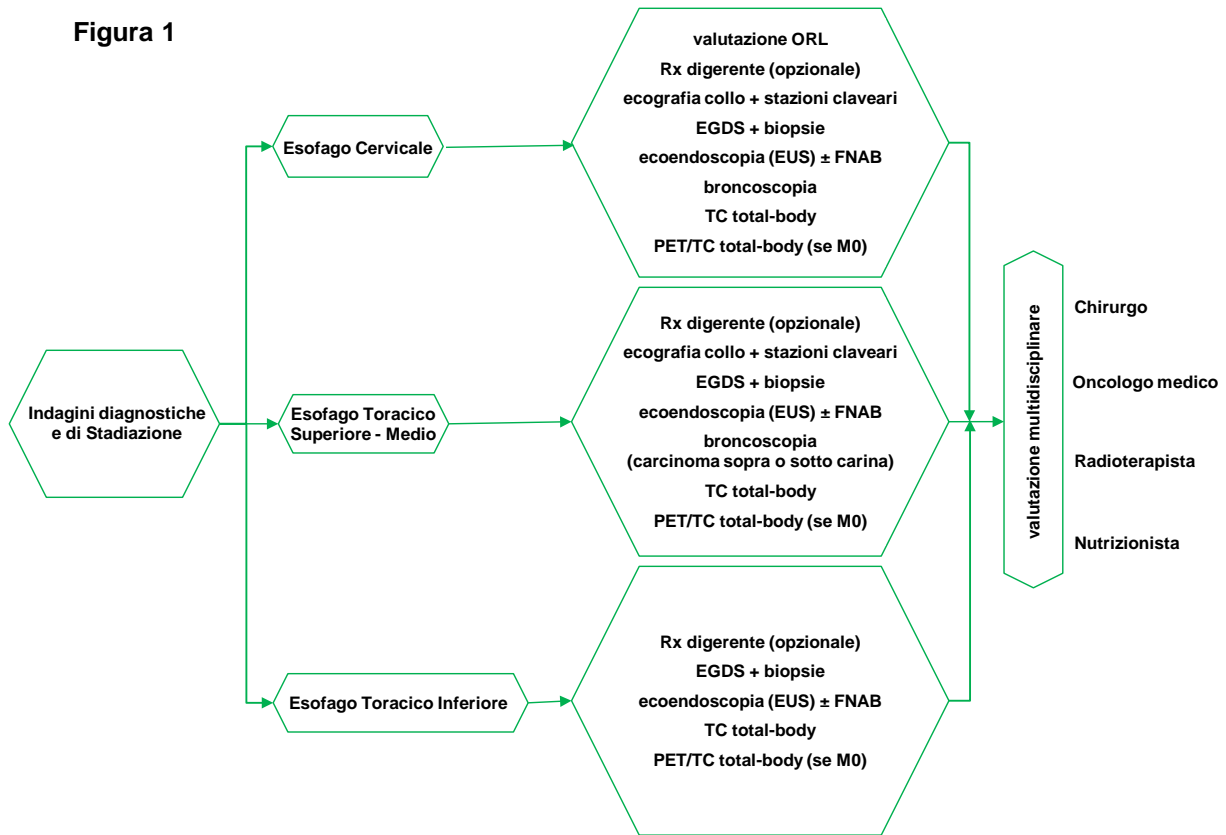 Figura 1
Indagini diagnostiche
e di Stadiazione
Esofago Cervicale
valutazione ORL
Rx digerente (opzionale)
ecografia collo + stazioni claveari
EGDS + biopsie
ecoendoscopia (EUS) ± FNAB
broncoscopia
TC total-body
PET/TC total-body (se M0)
Esofago Toracico
Superiore - Medio
Rx digerente (opzionale)
ecografia collo + stazioni claveari
EGDS + biopsie
ecoendoscopia (EUS) ± FNAB
broncoscopia
(carcinoma sopra o sotto carina)
TC total-body
PET/TC total-body (se M0)
Esofago Toracico Inferiore
Rx digerente (opzionale)
EGDS + biopsie
ecoendoscopia (EUS) ± FNAB
TC total-body
PET/TC total-body (se M0)
valutazione multidisciplinare
Chirurgo
Oncologo medico
Radioterapista
Nutrizionista